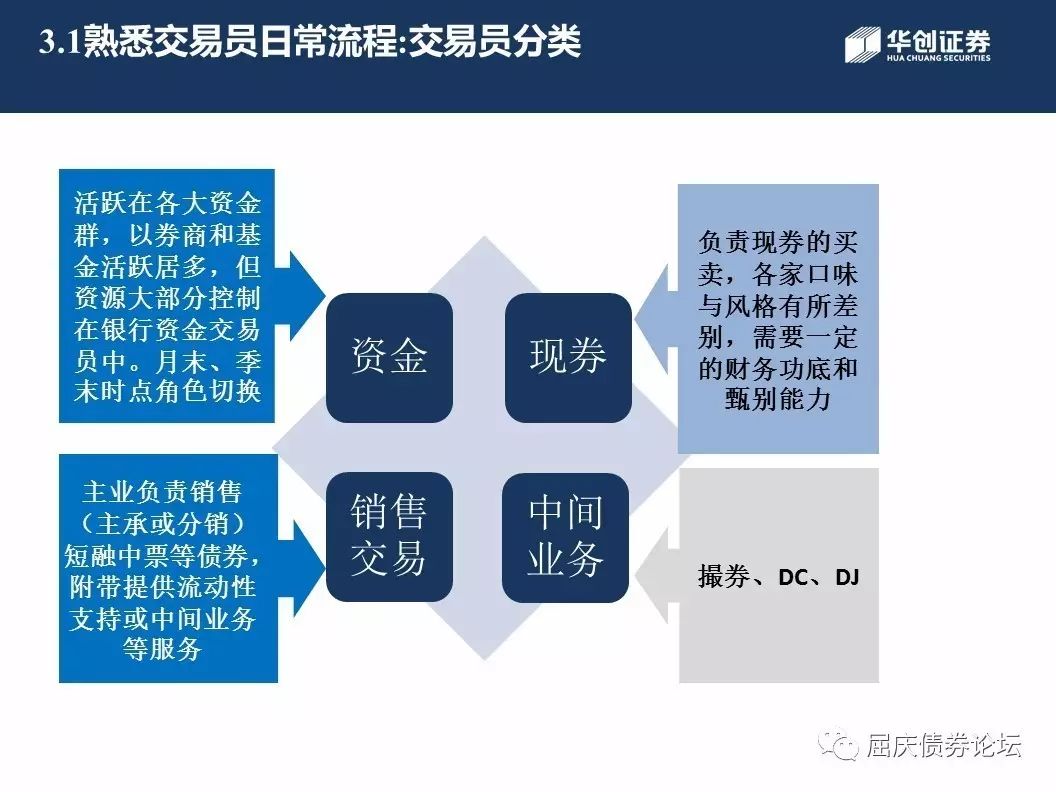 3.1熟悉交易员日常流程:交易员分类
华创证券
HUA CHUANG SECURITIES
活跃在各大资金
群，以券商和基
金活跃居多，但
资源大部分控制
在银行资金交易
员中。月末、季
末时点角色切换
资金
现券
负责现券的买
卖，各家口味
与风格有所差
别，需要一定
的财务功底和
甄别能力
主业负责销售
（主承或分销）
短融中票等债券，
附带提供流动性
支持或中间业务
等服务
销售
交易
中间
业务
撮券、DC、DJ
屈庆债券论坛